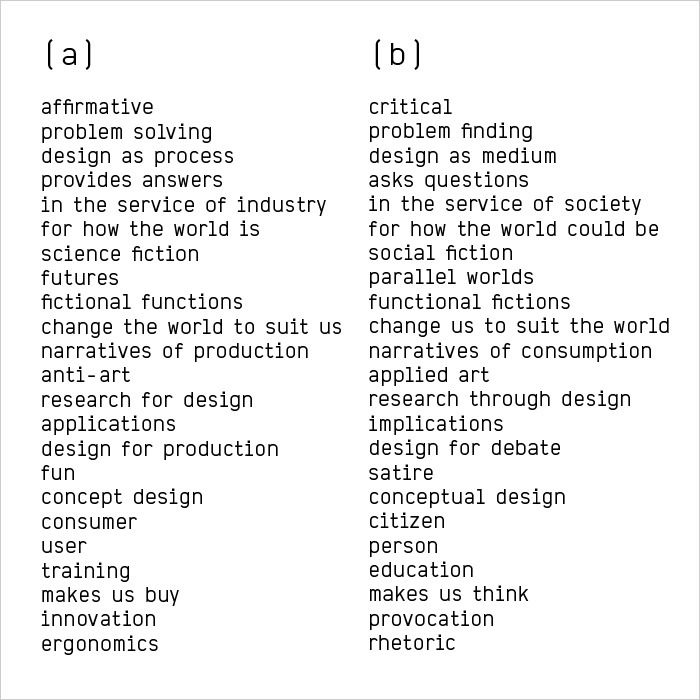 (a)
affirmative
problem solving
design as process
provides answers
in the service of industry
for how the world is
science fiction
futures
fictional functions
change the world to suit us
narratives of production
anti-art
research for design
applications
design for production
fun
concept design
consumer
user
training
makes us buy
innovation
ergonomics
(b)
critical
problem finding
design as medium
asks questions
in the service of society
for how the world could be
social fiction
parallel worlds
functional fictions
change us to suit the world
narratives of consumption
applied art
research through design
implications
design for debate
satire
conceptual design
citizen
person
education
makes us think
provocation
rhetoric